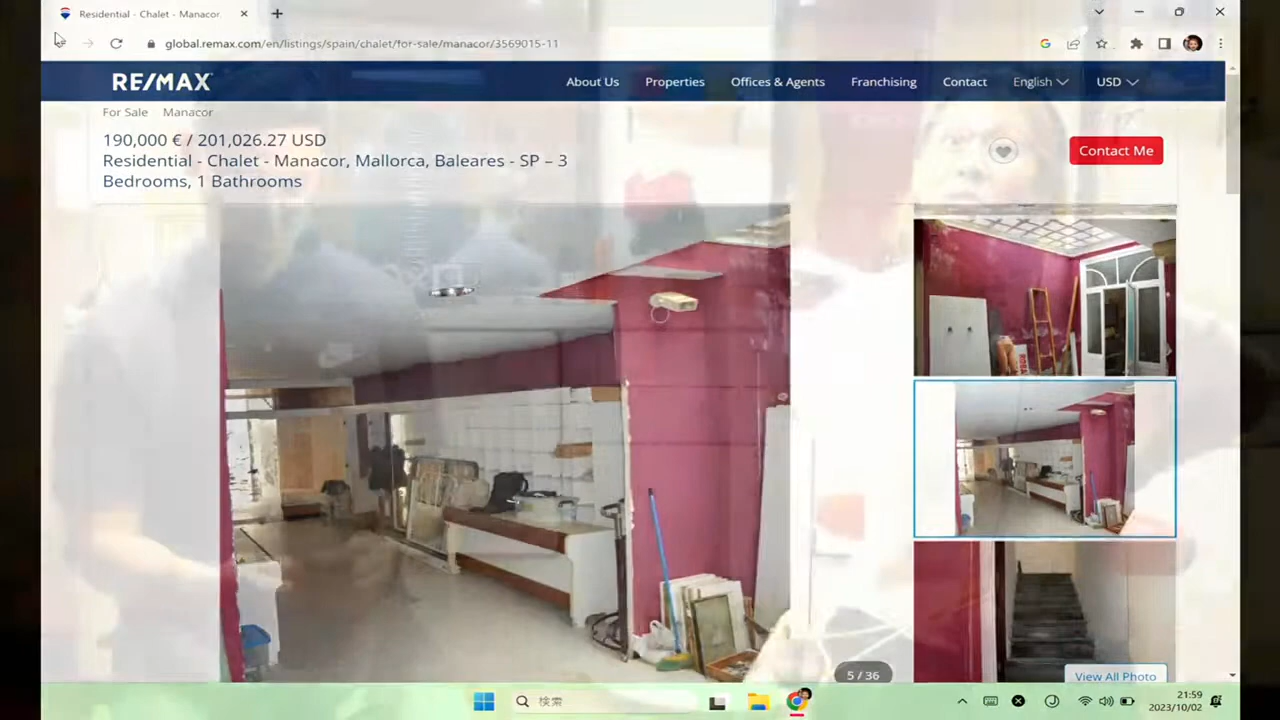 Residential - Chalet - Manacor
global.remax.com/en/listings/spain/chalet/for-sale/manacor/3569015-11
RE/MAX
About Us Properties Offices & Agents Franchising Contact English USD
For Sale Manacor
190,000 € / 201,026.27 USD
Residential - Chalet - Manacor, Mallorca, Baleares - SP – 3
Bedrooms, 1 Bathrooms
Contact Me
5 / 36
View All Photo
検索
21:59
2023/10/02